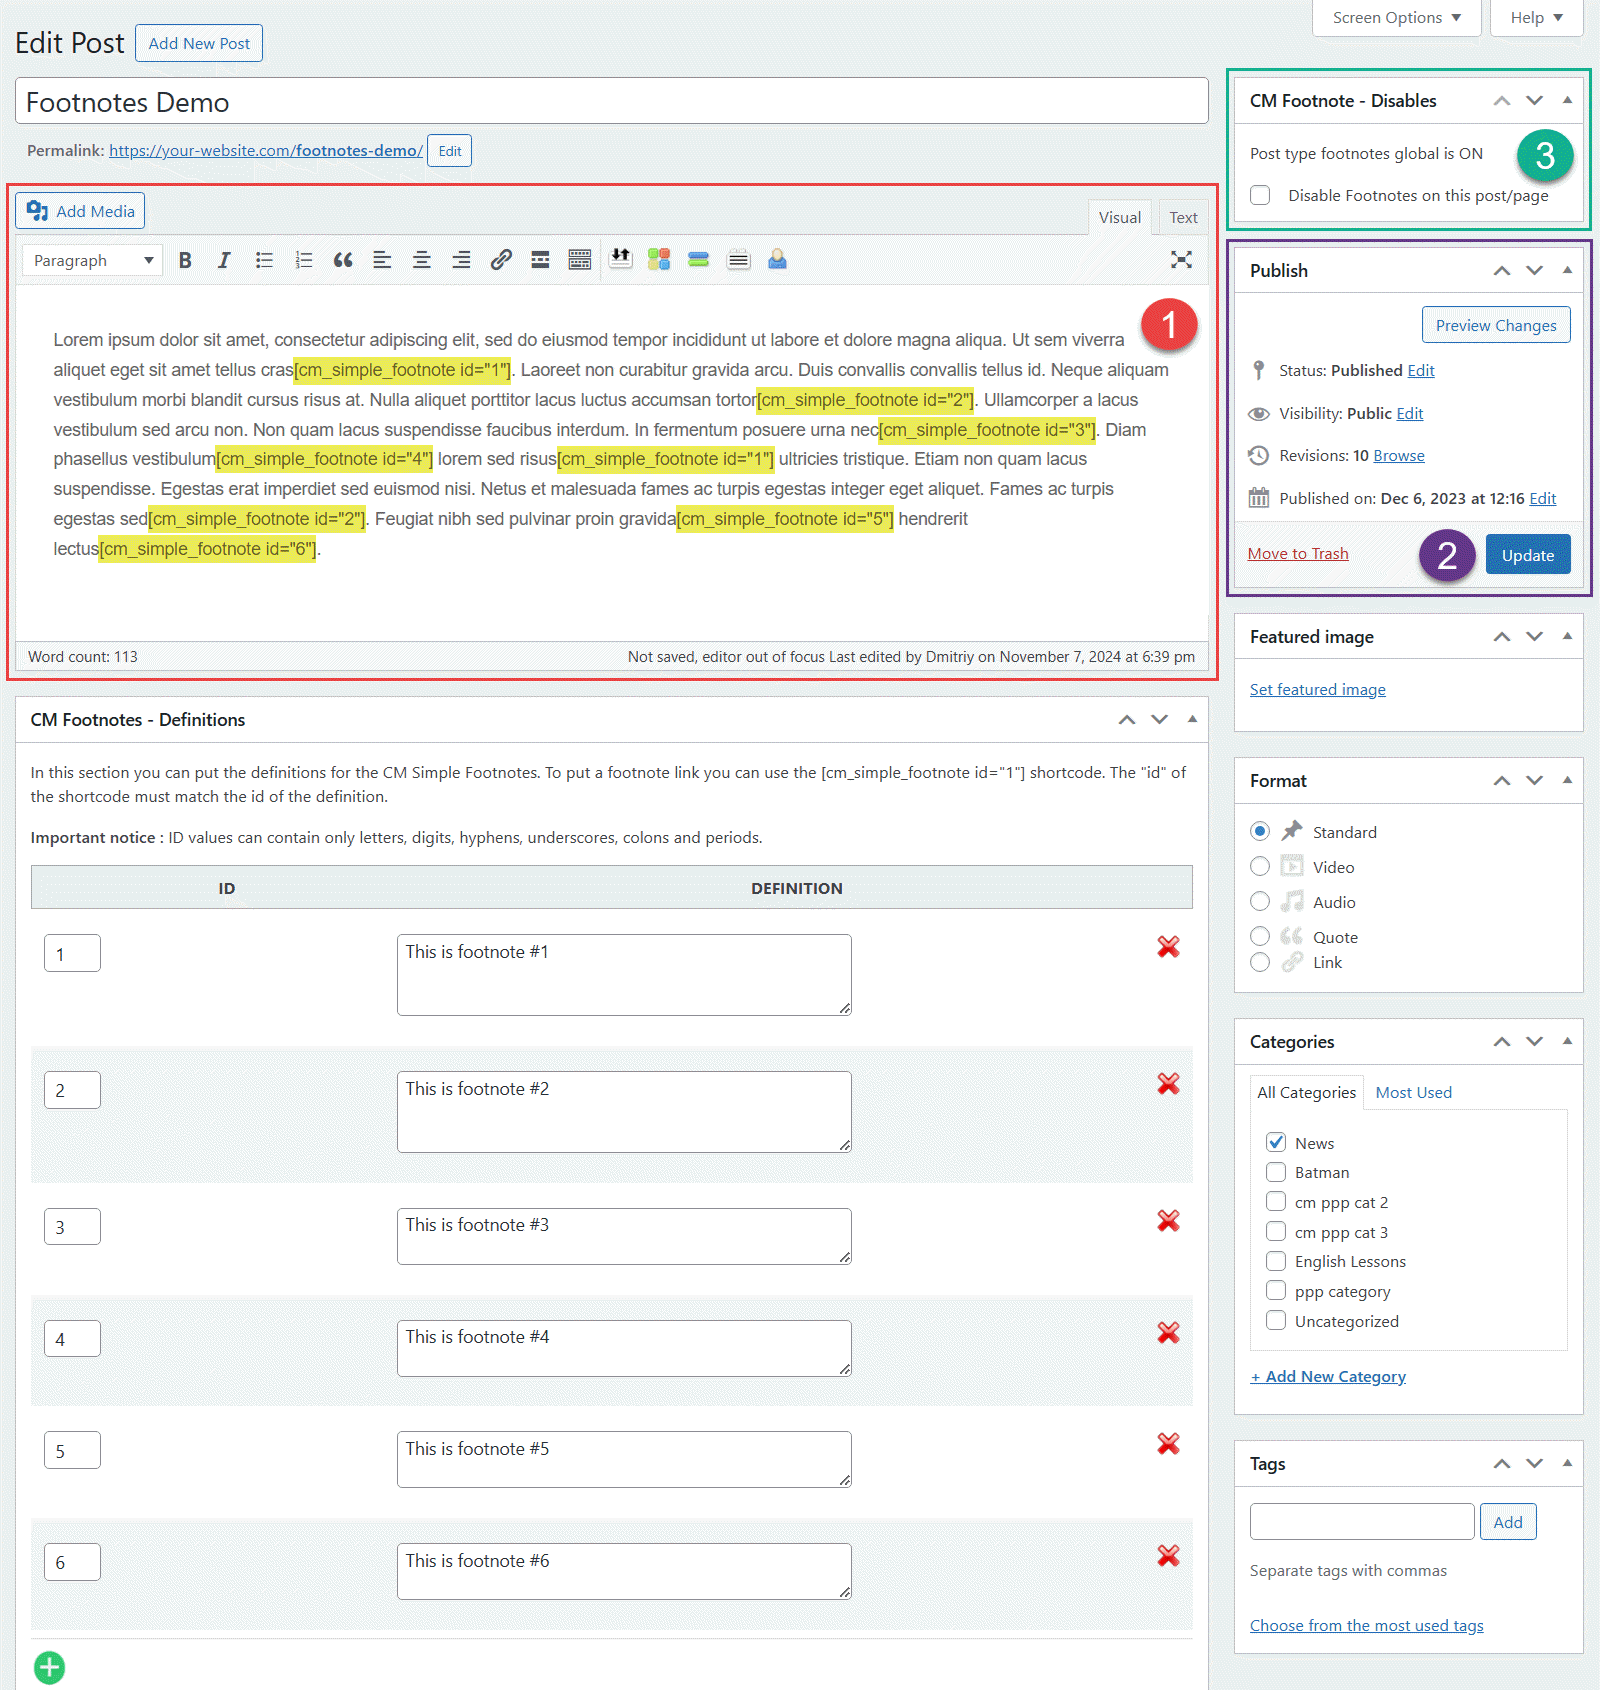 Screen Options
Help
Edit Post
Add New Post
Footnotes Demo
Permalink: https://your-website.com/footnotes-demo/ Edit
Add Media
Visual
Text
Paragraph
Lorem ipsum dolor sit amet, consectetur adipiscing elit, sed do eiusmod tempor incididunt ut labore et dolore magna aliqua. Ut sem viverra
aliquet eget sit amet tellus cras[cm_simple_footnote id="1"]. Laoreet non curabitur gravida arcu. Duis convallis convallis tellus id. Neque aliquam
vestibulum morbi blandit cursus risus at. Nulla aliquet porttitor lacus luctus accumsan tortor[cm_simple_footnote id="2"]. Ullamcorper a lacus
vestibulum sed arcu non. Non quam lacus suspendisse faucibus interdum. In fermentum posuere urna nec[cm_simple_footnote id="3"]. Diam
phasellus vestibulum[cm_simple_footnote id="4"] lorem sed risus[cm_simple_footnote id="1"] ultricies tristique. Etiam non quam lacus
suspendisse. Egestas erat imperdiet sed euismod nisi. Netus et malesuada fames ac turpis egestas integer eget aliquet. Fames ac turpis
egestas sed[cm_simple_footnote id="2"]. Feugiat nibh sed pulvinar proin gravida[cm_simple_footnote id="5"] hendrerit
lectus[cm_simple_footnote id="6"].
1
Word count: 113
Not saved, editor out of focus Last edited by Dmitriy on November 7, 2024 at 6:39 pm
CM Footnotes - Definitions
In this section you can put the definitions for the CM Simple Footnotes. To put a footnote link you can use the [cm_simple_footnote id="1"] shortcode. The "id" of
the shortcode must match the id of the definition.
Important notice : ID values can contain only letters, digits, hyphens, underscores, colons and periods.
ID
DEFINITION
1
This is footnote #1
2
This is footnote #2
3
This is footnote #3
4
This is footnote #4
5
This is footnote #5
6
This is footnote #6
CM Footnote - Disables
Post type footnotes global is ON
3
Disable Footnotes on this post/page
Publish
Preview Changes
Status: Published Edit
Visibility: Public Edit
Revisions: 10 Browse
Published on: Dec 6, 2023 at 12:16 Edit
Move to Trash
2
Update
Featured image
Set featured image
Format
Standard
Video
Audio
Quote
Link
Categories
All Categories
Most Used
News
Batman
cm ppp cat 2
cm ppp cat 3
English Lessons
ppp category
Uncategorized
+ Add New Category
Tags
Add
Separate tags with commas
Choose from the most used tags